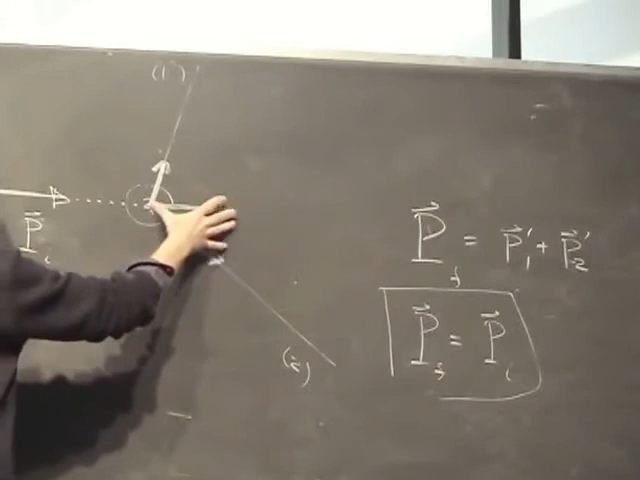 (1')
P⃗ᵢ
P⃗_f = p⃗₁' + p⃗₂'
P⃗_f = P⃗ᵢ
(2')